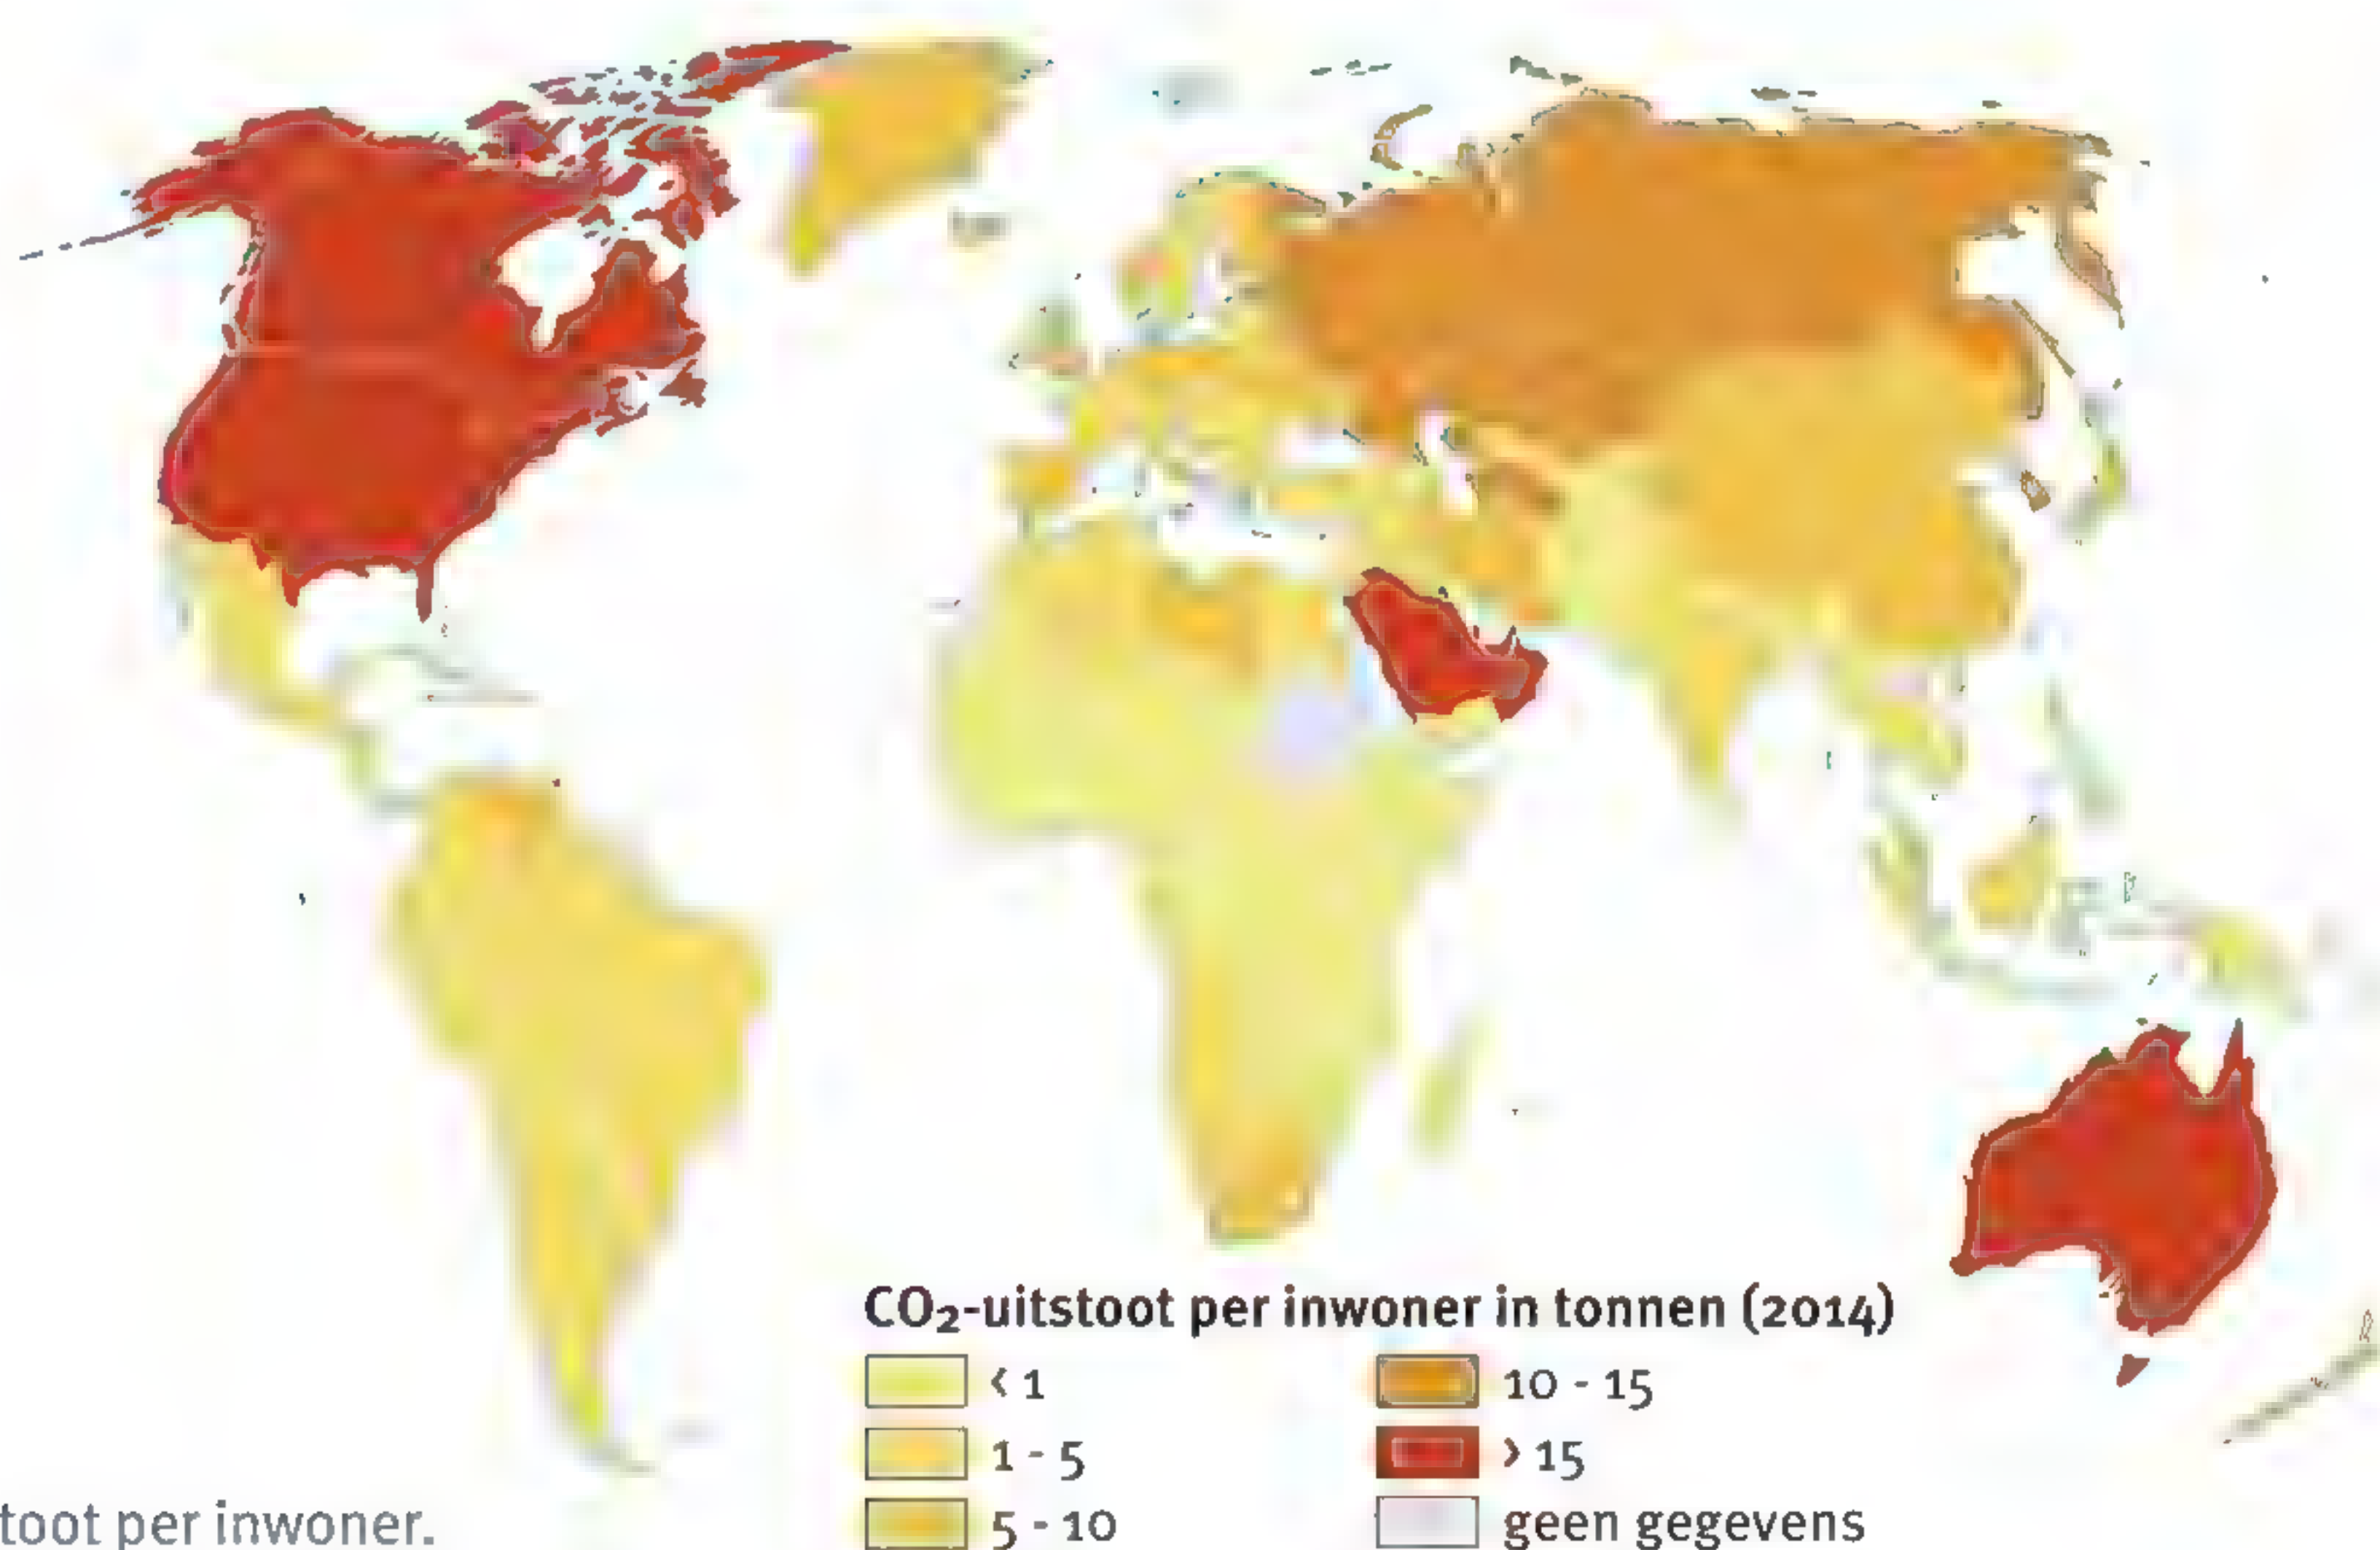 CO₂-uitstoot per inwoner in tonnen (2014)
< 1
1 - 5
5 - 10
10 - 15
> 15
geen gegevens
toot per inwoner.